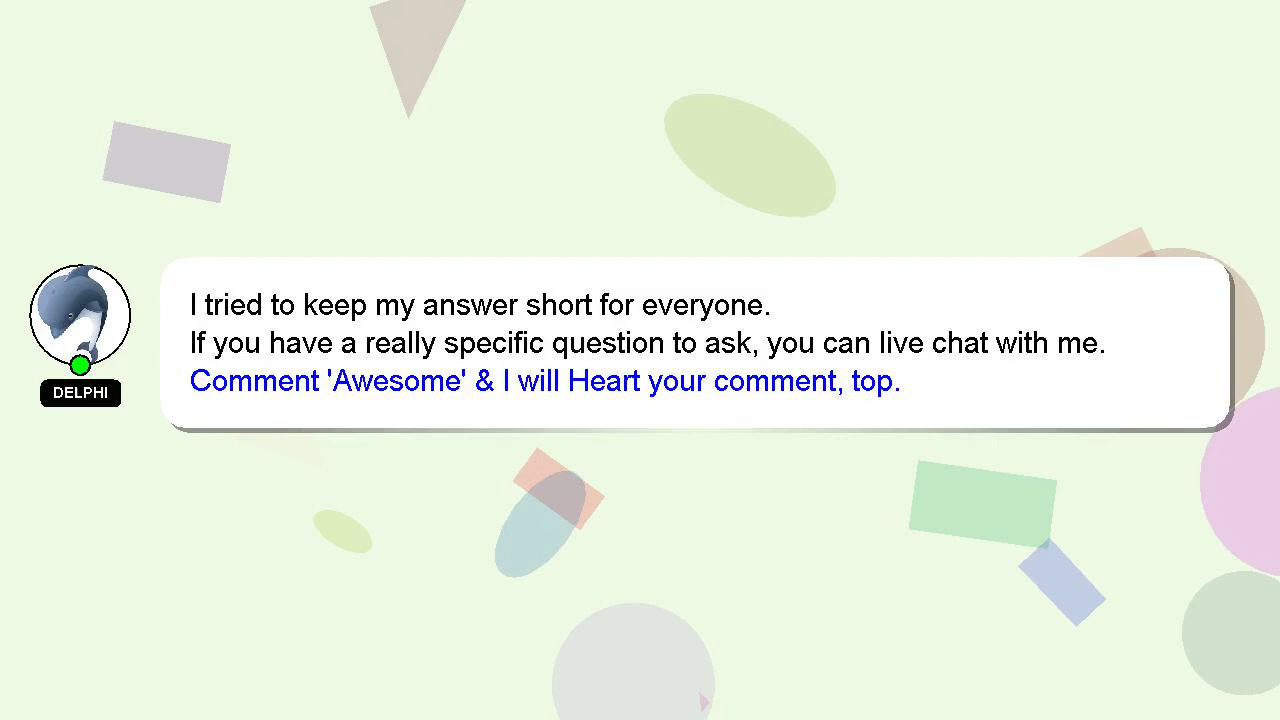 I tried to keep my answer short for everyone.
If you have a really specific question to ask, you can live chat with me.
Comment 'Awesome' & I will Heart your comment, top.
DELPHI